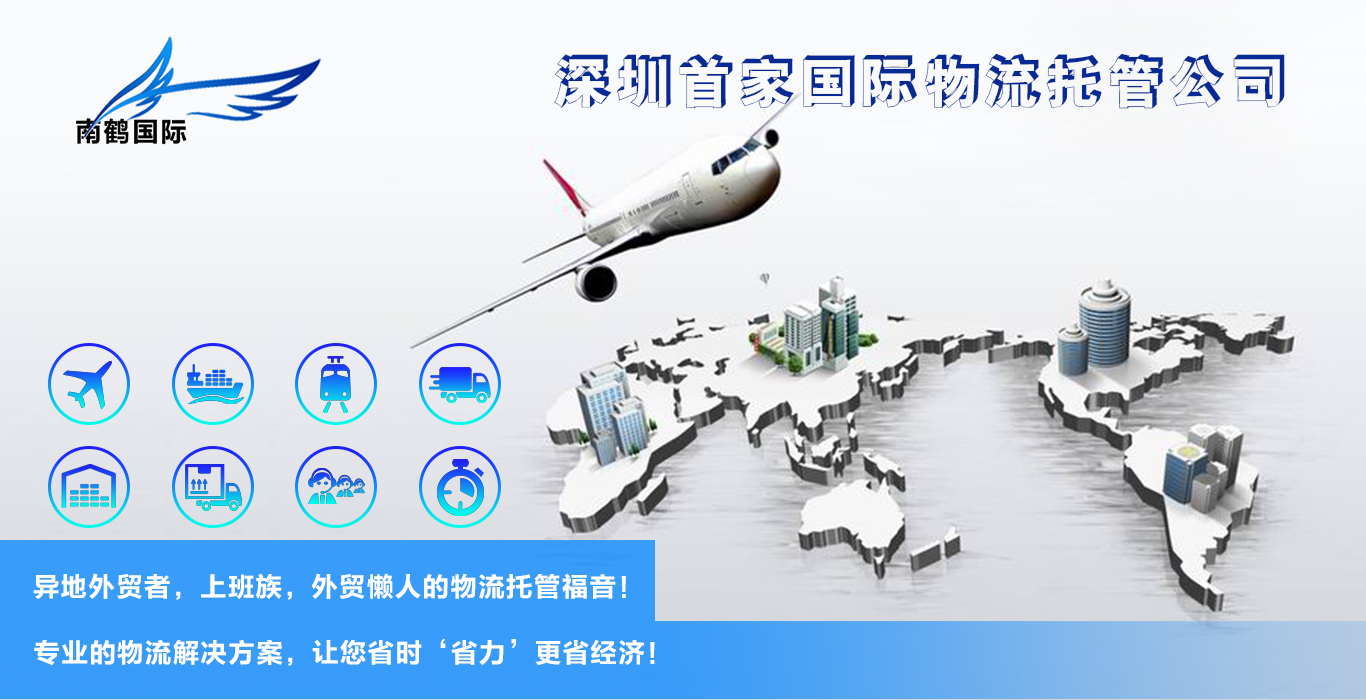 深圳首家国际物流托管公司
南鹤国际
异地外贸者，上班族，外贸懒人的物流托管福音！
专业的物流解决方案，让您省时‘省力’更省经济！